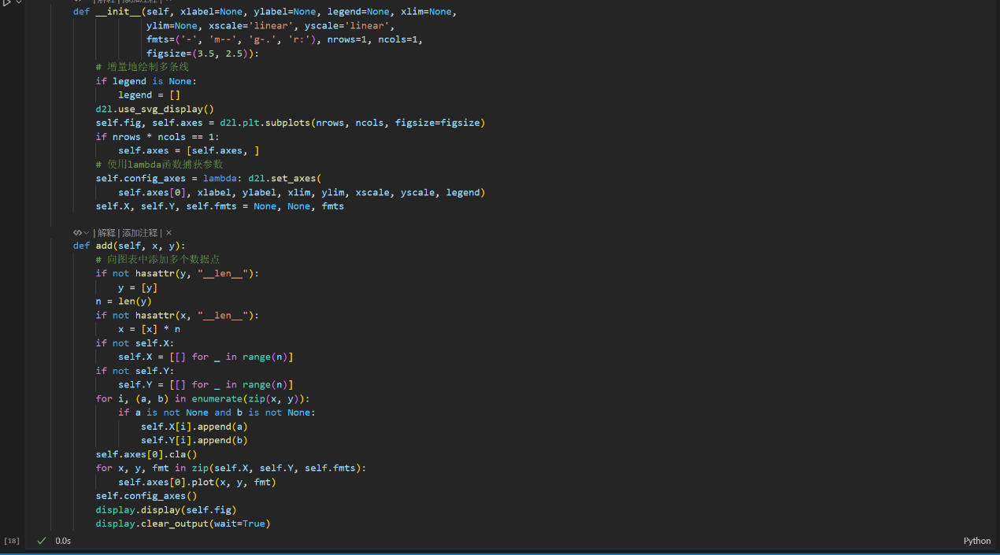 | 解释 | 添加注释 | ×
def __init__(self, xlabel=None, ylabel=None, legend=None, xlim=None,
ylim=None, xscale='linear', yscale='linear',
fmts=('-', 'm--', 'g-.', 'r:'), nrows=1, ncols=1,
figsize=(3.5, 2.5)):
# 增量地绘制多条线
if legend is None:
legend = []
d2l.use_svg_display()
self.fig, self.axes = d2l.plt.subplots(nrows, ncols, figsize=figsize)
if nrows * ncols == 1:
self.axes = [self.axes, ]
# 使用lambda函数捕获参数
self.config_axes = lambda: d2l.set_axes(
self.axes[0], xlabel, ylabel, xlim, ylim, xscale, yscale, legend)
self.X, self.Y, self.fmts = None, None, fmts
| 解释 | 添加注释 | ×
def add(self, x, y):
# 向图表中添加多个数据点
if not hasattr(y, "__len__"):
y = [y]
n = len(y)
if not hasattr(x, "__len__"):
x = [x] * n
if not self.X:
self.X = [[] for _ in range(n)]
if not self.Y:
self.Y = [[] for _ in range(n)]
for i, (a, b) in enumerate(zip(x, y)):
if a is not None and b is not None:
self.X[i].append(a)
self.Y[i].append(b)
self.axes[0].cla()
for x, y, fmt in zip(self.X, self.Y, self.fmts):
self.axes[0].plot(x, y, fmt)
self.config_axes()
display.display(self.fig)
display.clear_output(wait=True)
[18] ✓ 0.0s Python